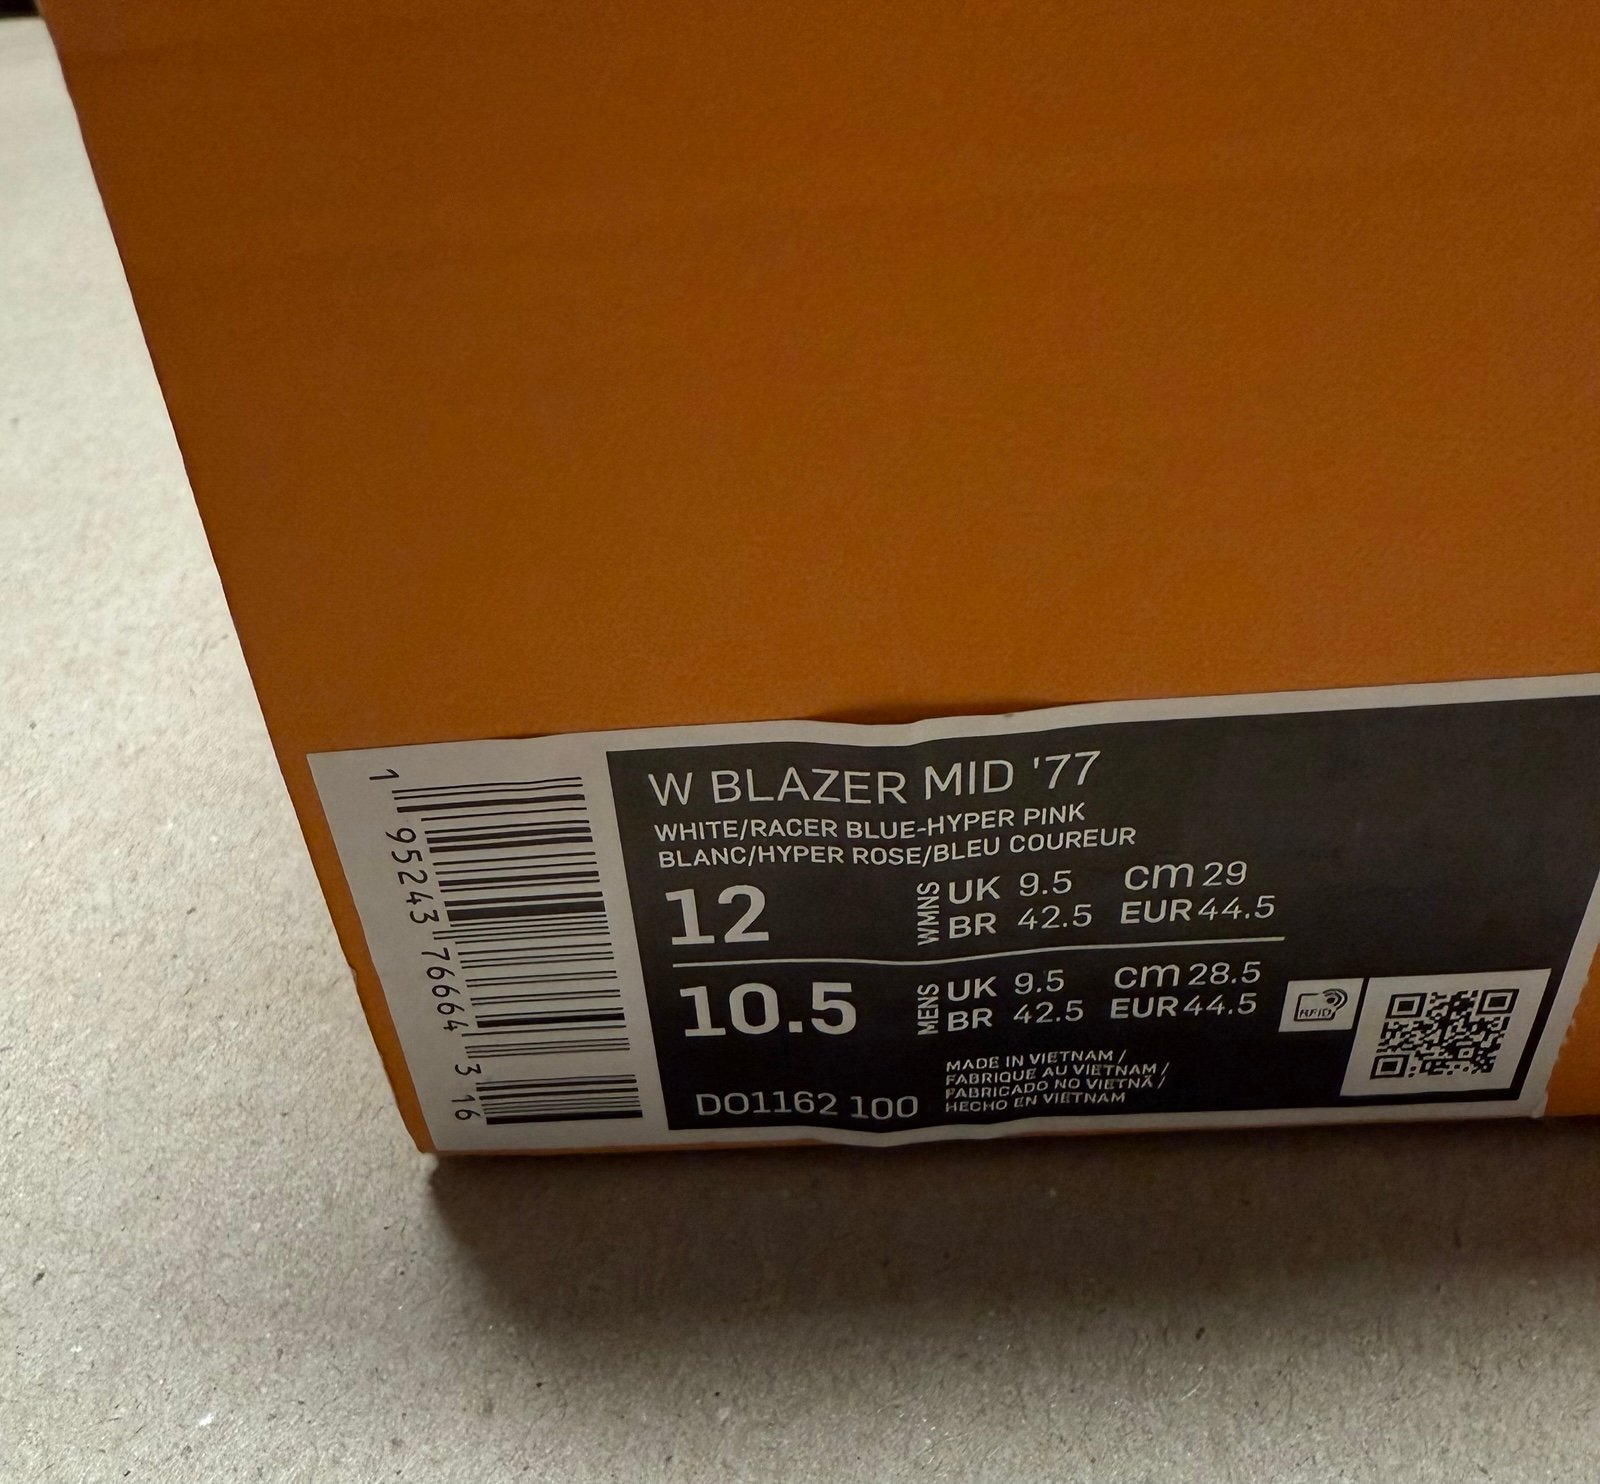 1 95243 76664 3 16
W BLAZER MID '77
WHITE/RACER BLUE-HYPER PINK
BLANC/HYPER ROSE/BLEU COUREUR
12 WMNS UK 9.5 cm 29
BR 42.5 EUR 44.5
10.5 MENS UK 9.5 cm 28.5
BR 42.5 EUR 44.5
MADE IN VIETNAM /
FABRIQUE AU VIETNAM /
FABRICADO NO VIETNÃ /
HECHO EN VIETNAM
DO1162 100
RFID